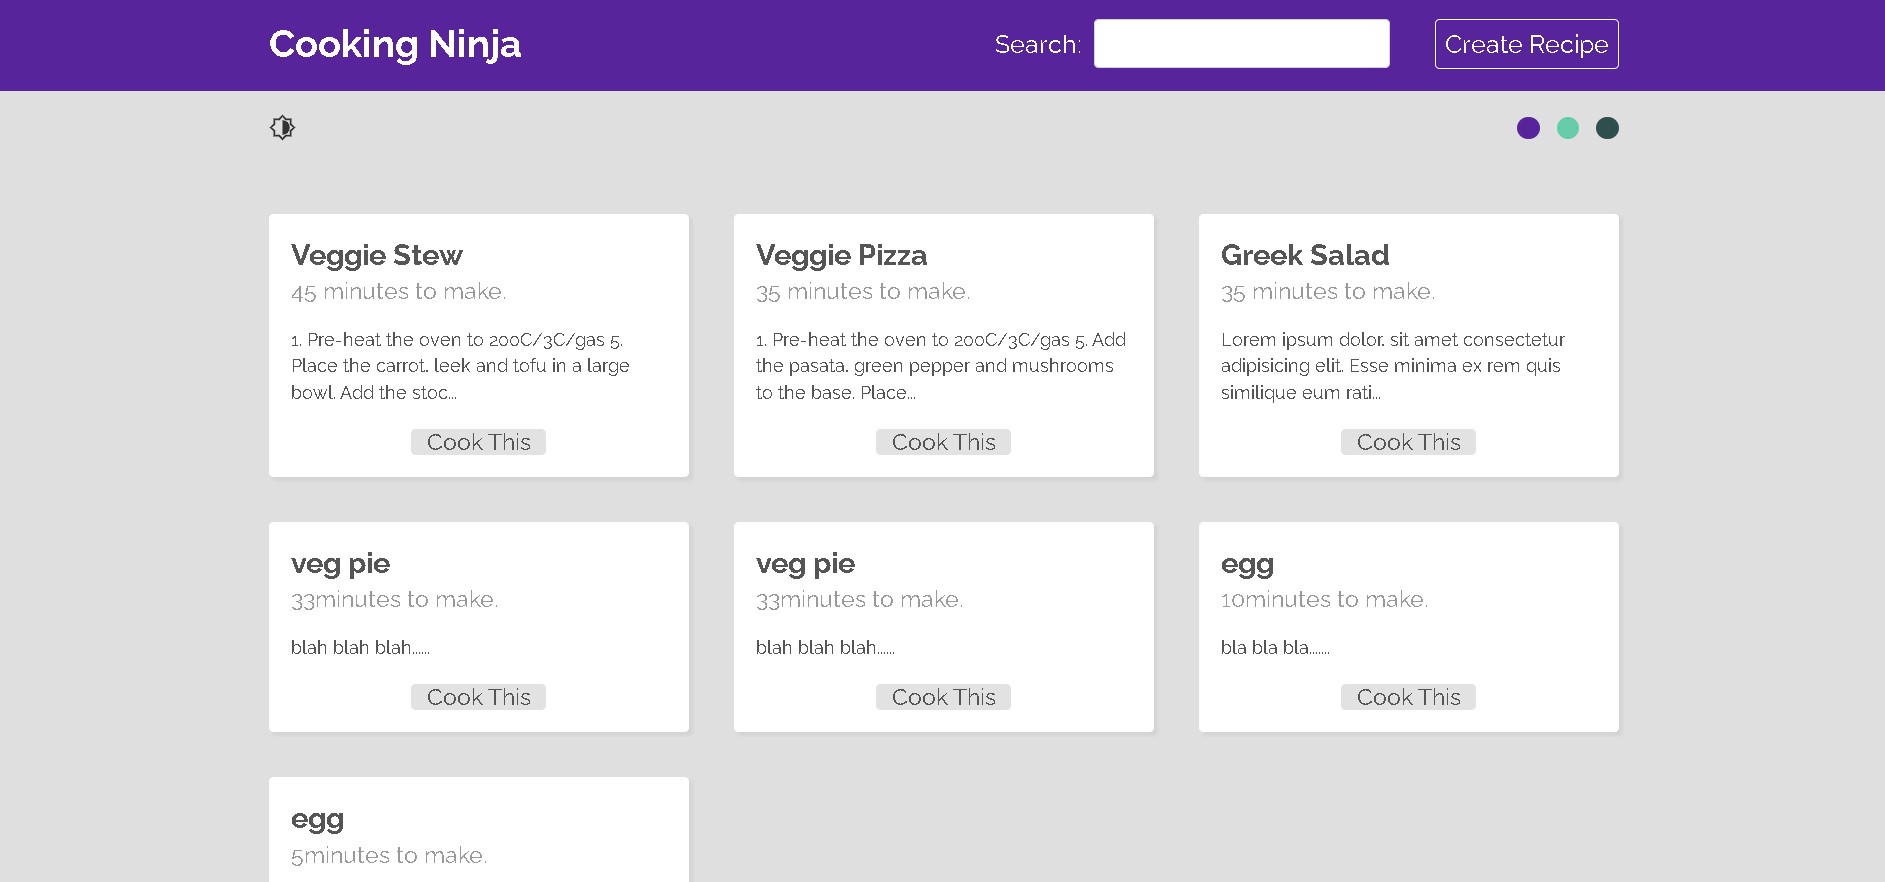 Cooking Ninja
Search:
Create Recipe
Veggie Stew
45 minutes to make.
1. Pre-heat the oven to 200C/3C/gas 5.
Place the carrot. leek and tofu in a large
bowl. Add the stoc...
Cook This
Veggie Pizza
35 minutes to make.
1. Pre-heat the oven to 200C/3C/gas 5. Add
the pasata. green pepper and mushrooms
to the base. Place...
Cook This
Greek Salad
35 minutes to make.
Lorem ipsum dolor. sit amet consectetur
adipisicing elit. Esse minima ex rem quis
similique eum rati...
Cook This
veg pie
33minutes to make.
blah blah blah......
Cook This
veg pie
33minutes to make.
blah blah blah......
Cook This
egg
10minutes to make.
bla bla bla.......
Cook This
egg
5minutes to make.